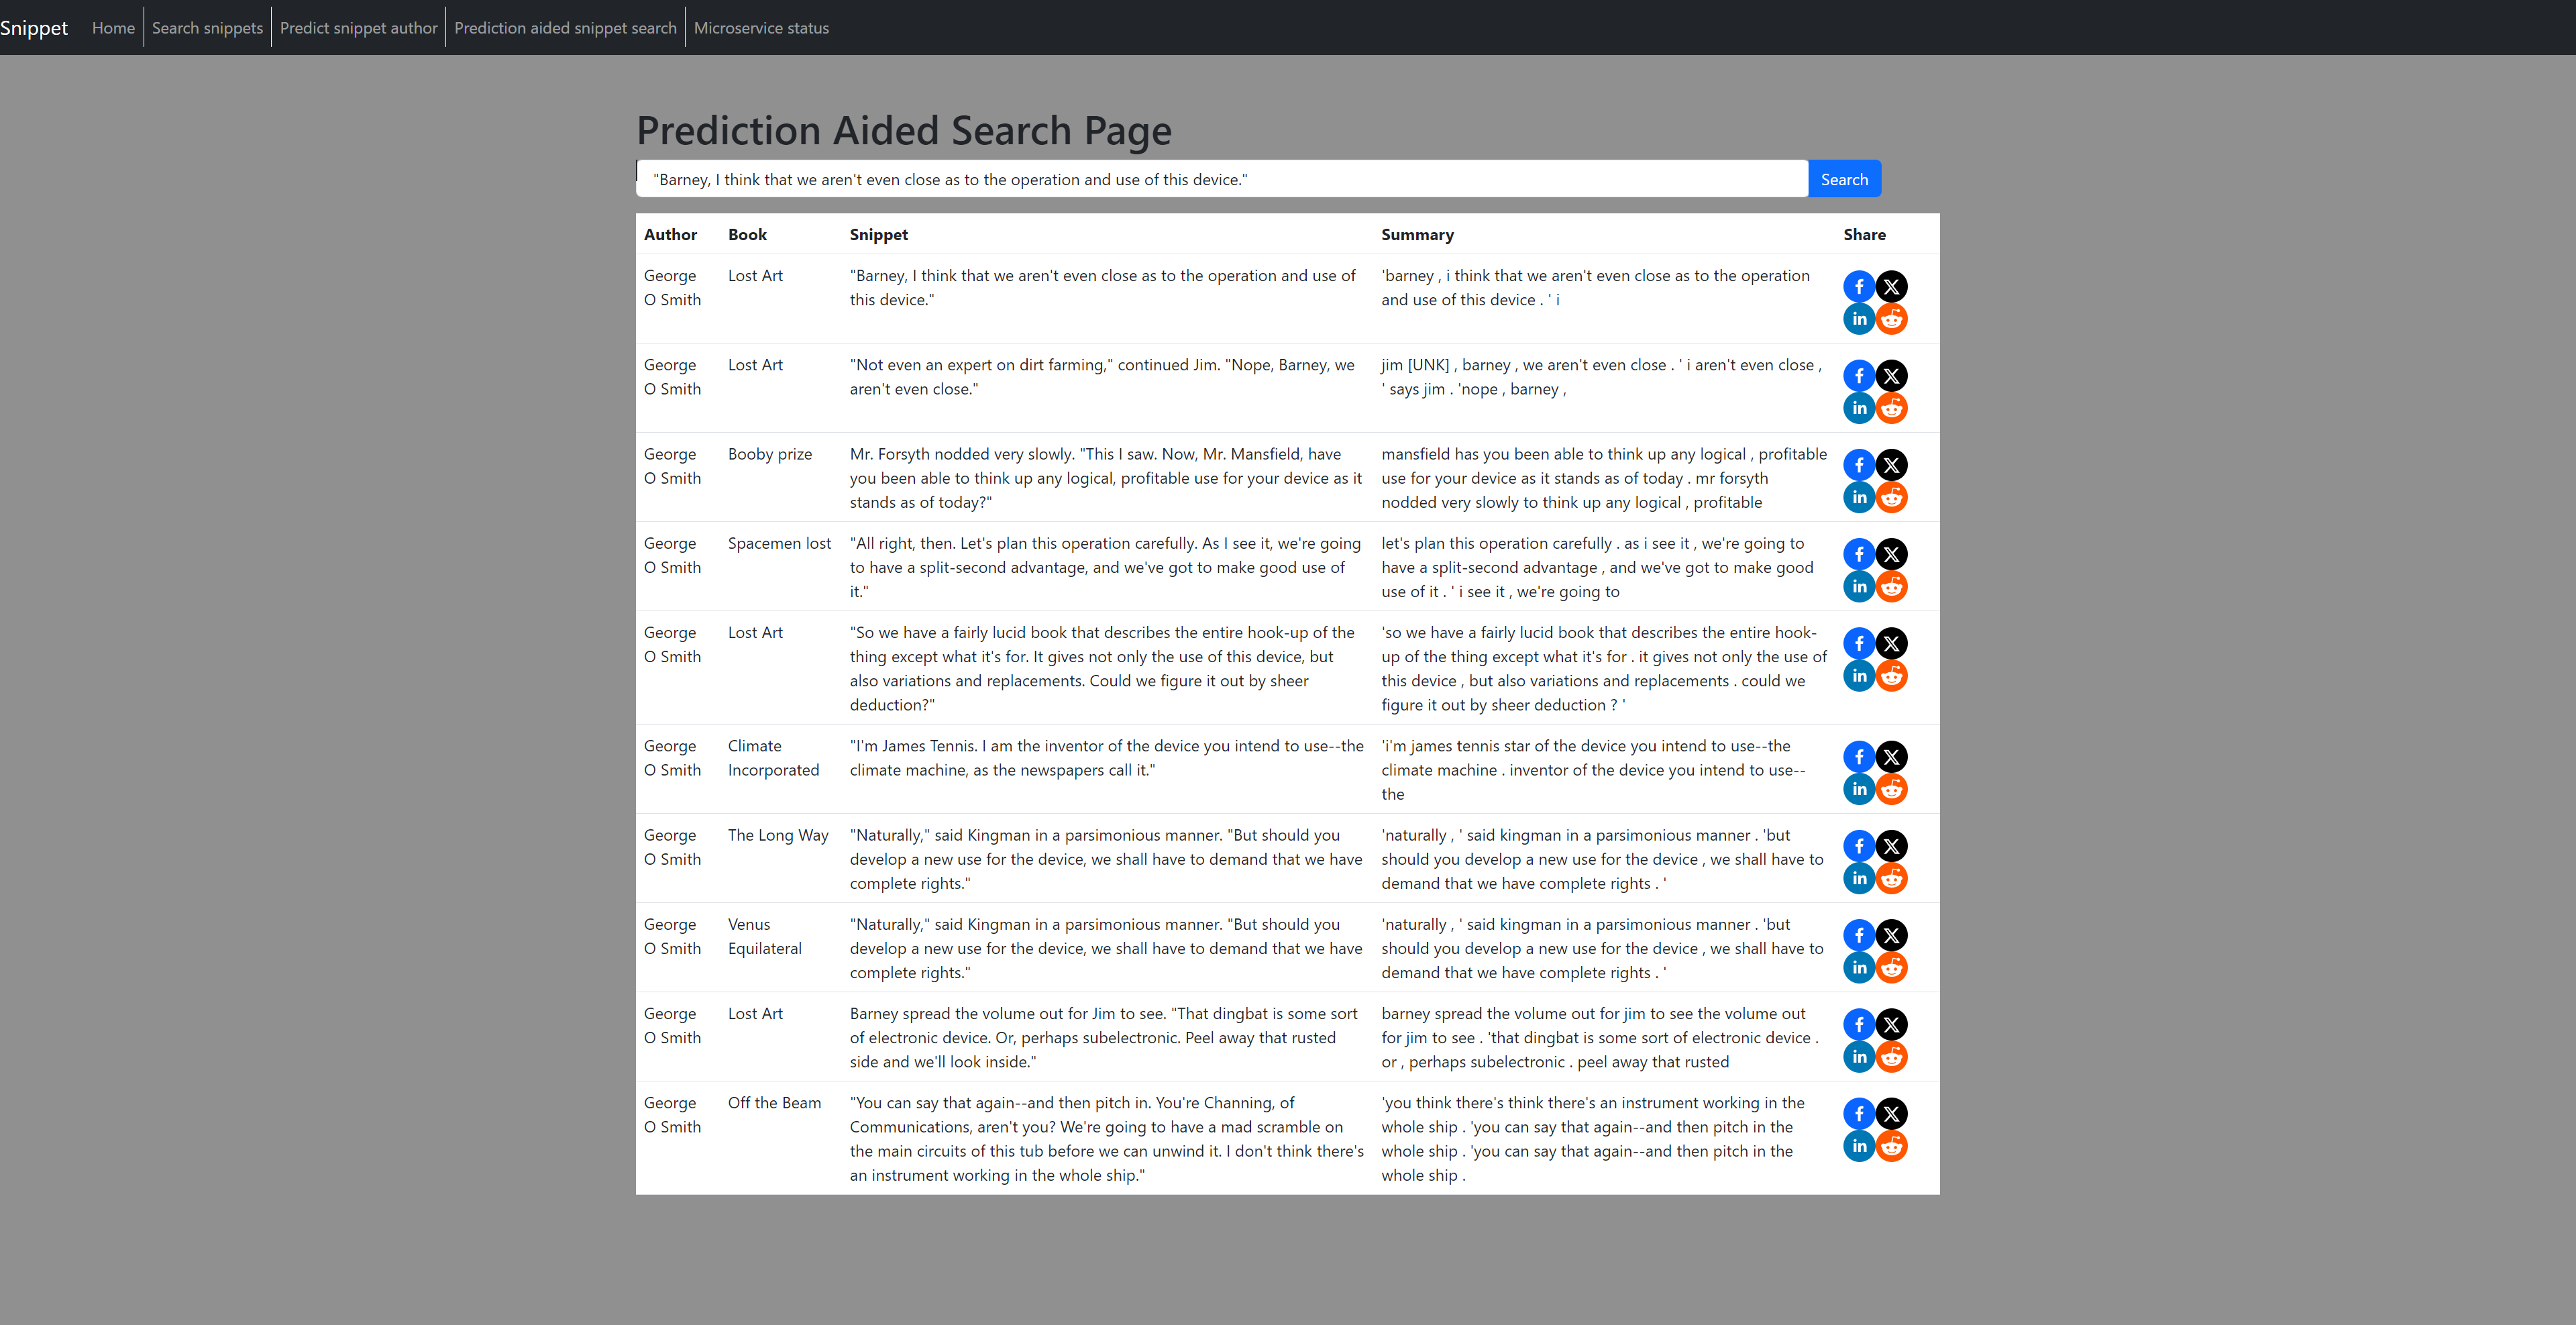 Snippet Home Search snippets Predict snippet author Prediction aided snippet search Microservice status
Prediction Aided Search Page
"Barney, I think that we aren't even close as to the operation and use of this device." Search
Author Book Snippet Summary Share
George Lost Art "Barney, I think that we aren't even close as to the operation and use of 'barney , i think that we aren't even close as to the operation
O Smith this device." and use of this device . ' i
in
George Lost Art "Not even an expert on dirt farming," continued Jim. "Nope, Barney, we jim [UNK] , barney , we aren't even close . ' i aren't even close ,
O Smith aren't even close." ' says jim . 'nope , barney ,
in
George Booby prize Mr. Forsyth nodded very slowly. "This I saw. Now, Mr. Mansfield, have mansfield has you been able to think up any logical , profitable
O Smith you been able to think up any logical, profitable use for your device as it use for your device as it stands as of today . mr forsyth
stands as of today?" nodded very slowly to think up any logical , profitable in
George Spacemen lost "All right, then. Let's plan this operation carefully. As I see it, we're going let's plan this operation carefully . as i see it , we're going to
O Smith to have a split-second advantage, and we've got to make good use of have a split-second advantage , and we've got to make good
it." use of it . ' i see it , we're going to in
George Lost Art "So we have a fairly lucid book that describes the entire hook-up of the 'so we have a fairly lucid book that describes the entire hook-
O Smith thing except what it's for. It gives not only the use of this device, but up of the thing except what it's for . it gives not only the use of
also variations and replacements. Could we figure it out by sheer this device , but also variations and replacements . could we in
deduction?" figure it out by sheer deduction ? '
George Climate "I'm James Tennis. I am the inventor of the device you intend to use--the 'i'm james tennis star of the device you intend to use--the
O Smith Incorporated climate machine, as the newspapers call it." climate machine . inventor of the device you intend to use--
the in
George The Long Way "Naturally," said Kingman in a parsimonious manner. "But should you 'naturally , ' said kingman in a parsimonious manner . 'but
O Smith develop a new use for the device, we shall have to demand that we have should you develop a new use for the device , we shall have to
complete rights." demand that we have complete rights . ' in
George Venus "Naturally," said Kingman in a parsimonious manner. "But should you 'naturally , ' said kingman in a parsimonious manner . 'but
O Smith Equilateral develop a new use for the device, we shall have to demand that we have should you develop a new use for the device , we shall have to
complete rights." demand that we have complete rights . ' in
George Lost Art Barney spread the volume out for Jim to see. "That dingbat is some sort barney spread the volume out for jim to see the volume out
O Smith of electronic device. Or, perhaps subelectronic. Peel away that rusted for jim to see . 'that dingbat is some sort of electronic device .
side and we'll look inside." or , perhaps subelectronic . peel away that rusted in
George Off the Beam "You can say that again--and then pitch in. You're Channing, of 'you think there's think there's an instrument working in the
O Smith Communications, aren't you? We're going to have a mad scramble on whole ship . 'you can say that again--and then pitch in the
the main circuits of this tub before we can unwind it. I don't think there's whole ship . 'you can say that again--and then pitch in the in
an instrument working in the whole ship." whole ship .